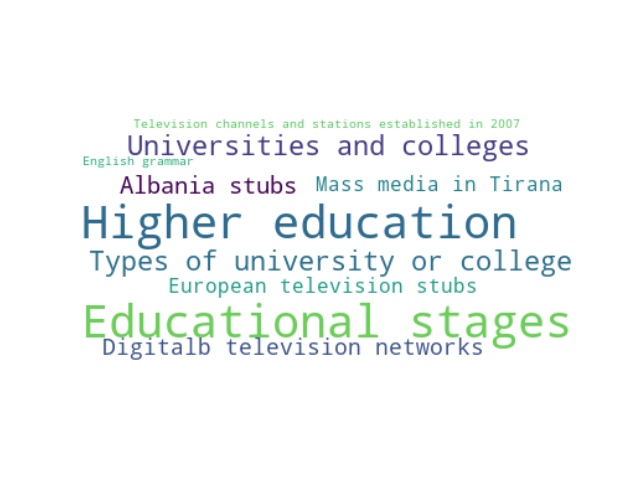 Television channels and stations established in 2007
Universities and colleges
English grammar
Albania stubs
Mass media in Tirana
Higher education
Types of university or college
European television stubs
Educational stages
Digitalb television networks